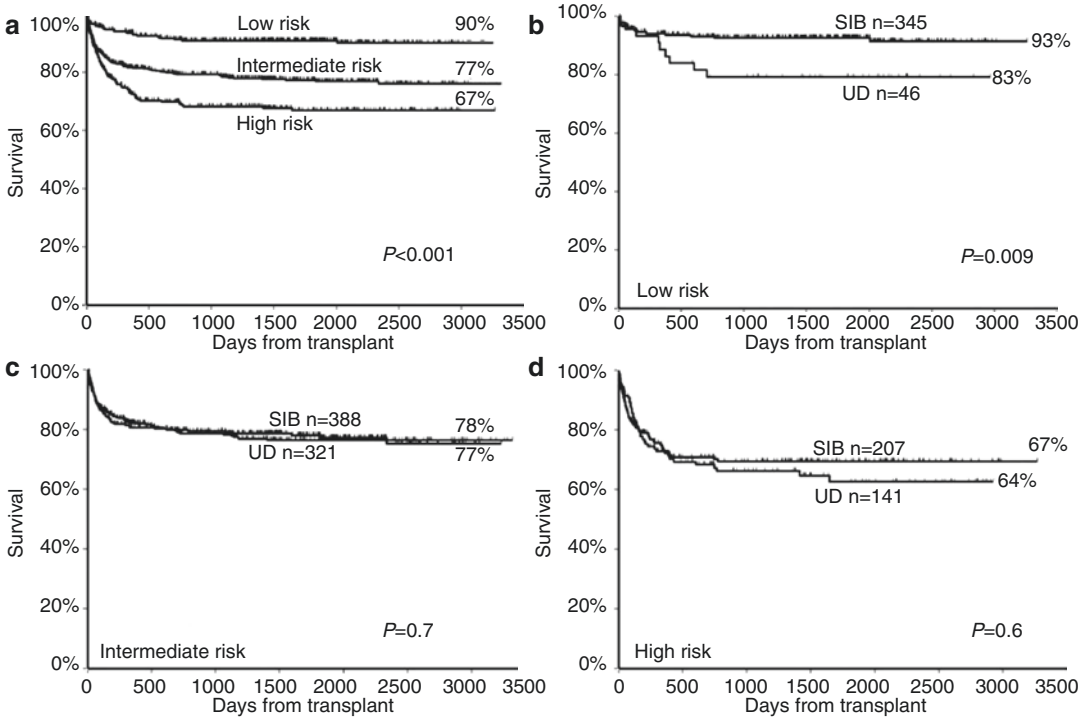 a
100%
80%
60%
40%
20%
0%
Survival
Low risk
90%
Intermediate risk
77%
67%
High risk
P<0.001
0 500 1000 1500 2000 2500 3000 3500
Days from transplant
b
100%
80%
60%
40%
20%
0%
Survival
SIB n=345
93%
83%
UD n=46
P=0.009
Low risk
0 500 1000 1500 2000 2500 3000 3500
Days from transplant
c
100%
80%
60%
40%
20%
0%
Survival
SIB n=388
78%
UD n=321
77%
P=0.7
Intermediate risk
0 500 1000 1500 2000 2500 3000 3500
Days from transplant
d
100%
80%
60%
40%
20%
0%
Survival
SIB n=207
67%
64%
UD n=141
P=0.6
High risk
0 500 1000 1500 2000 2500 3000 3500
Days from transplant